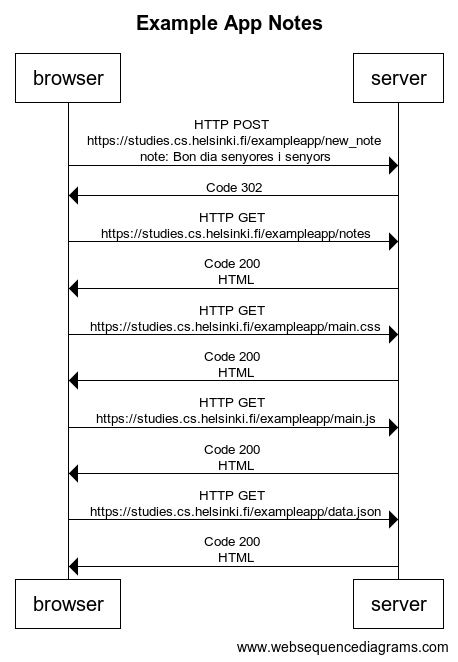 Example App Notes
browser
server
HTTP POST
https://studies.cs.helsinki.fi/exampleapp/new_note
note: Bon dia senyores i senyors
Code 302
HTTP GET
https://studies.cs.helsinki.fi/exampleapp/notes
Code 200
HTML
HTTP GET
https://studies.cs.helsinki.fi/exampleapp/main.css
Code 200
HTML
HTTP GET
https://studies.cs.helsinki.fi/exampleapp/main.js
Code 200
HTML
HTTP GET
https://studies.cs.helsinki.fi/exampleapp/data.json
Code 200
HTML
browser
server
www.websequencediagrams.com